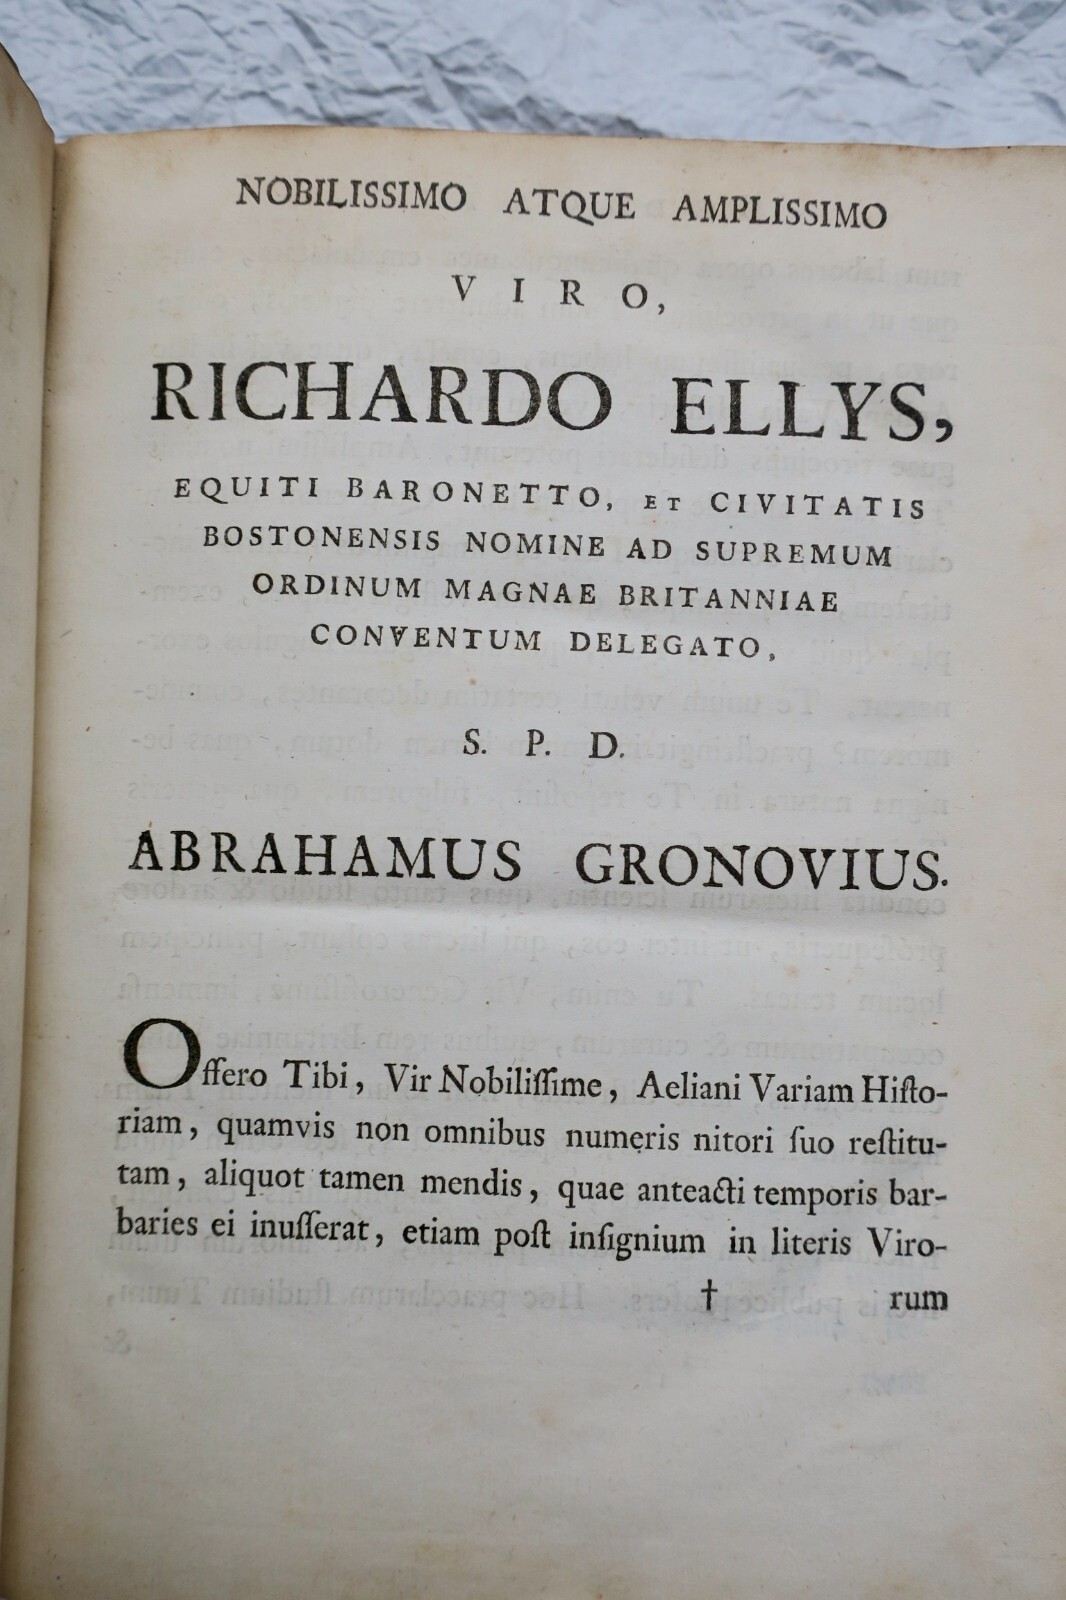 NOBILISSIMO ATQUE AMPLISSIMO
VIRO,
RICHARDO ELLYS,
EQUITI BARONETTO, ET CIVITATIS
BOSTONENSIS NOMINE AD SUPREMUM
ORDINUM MAGNAE BRITANNIAE
CONVENTUM DELEGATO,
S. P. D.
ABRAHAMUS GRONOVIUS.
Offero Tibi, Vir Nobiliſſime, Aeliani Variam Hiſto-
riam, quamvis non omnibus numeris nitori ſuo reſtitu-
tam, aliquot tamen mendis, quae anteacti temporis bar-
baries ei inuſſerat, etiam poſt inſignium in literis Viro-
† rum